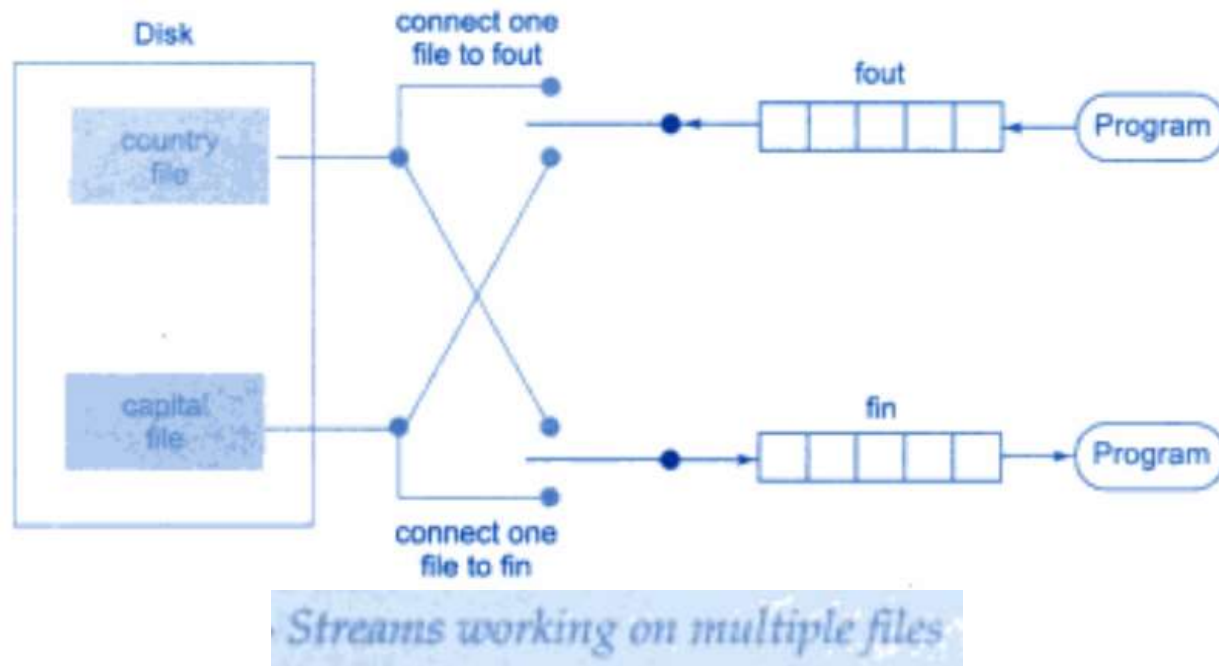 Disk
connect one
file to fout
fout
Program
country
file
capital
file
fin
Program
connect one
file to fin
Streams working on multiple files